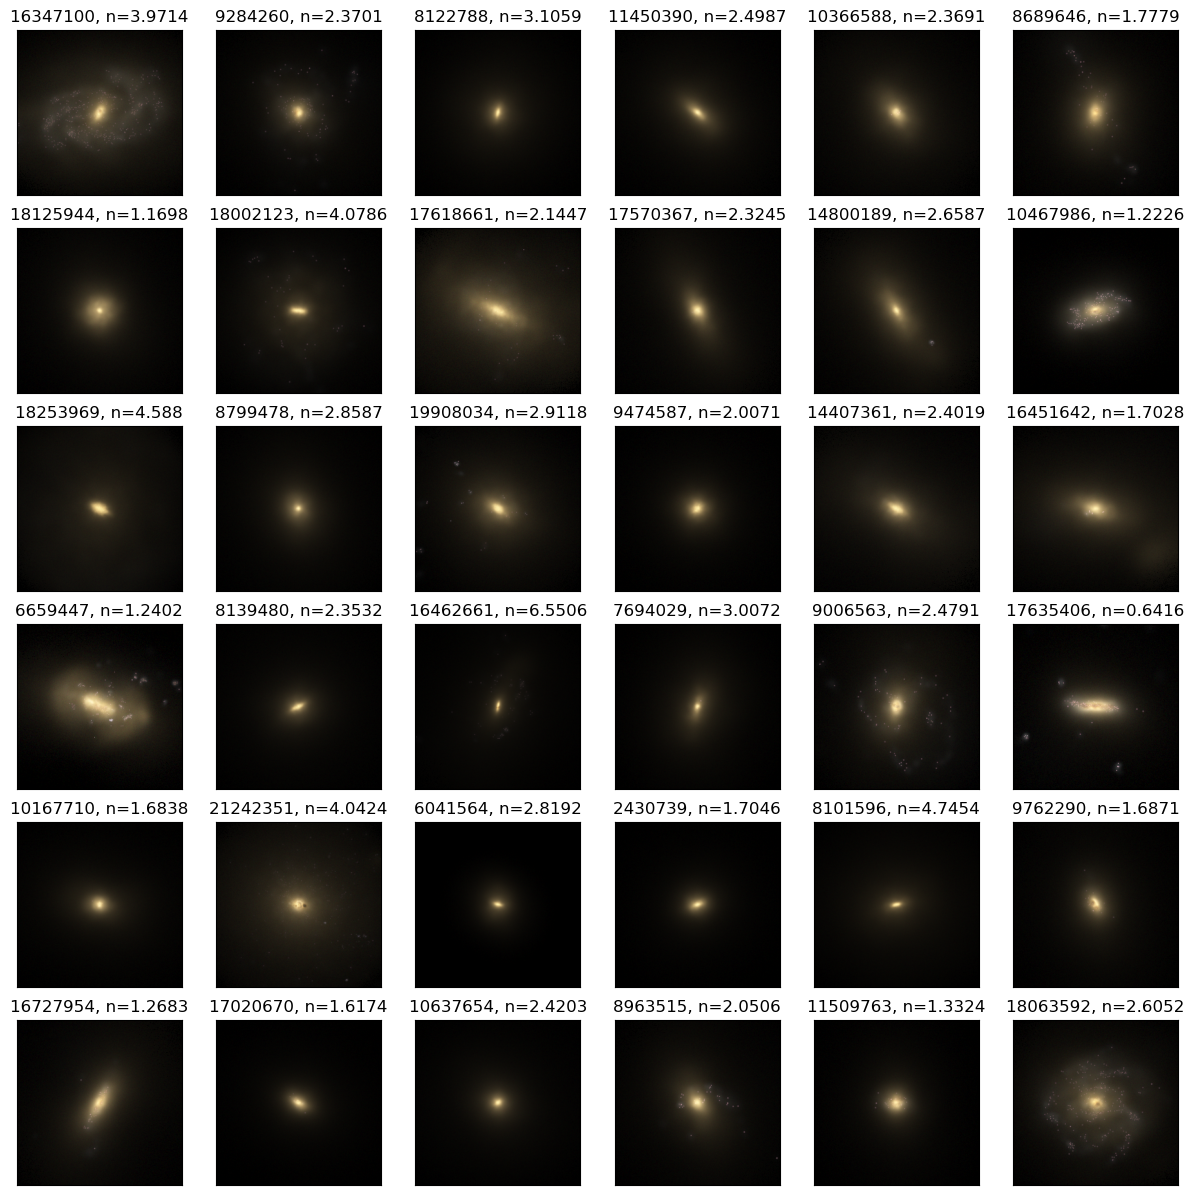 16347100, n=3.9714 9284260, n=2.3701 8122788, n=3.1059 11450390, n=2.4987 10366588, n=2.3691 8689646, n=1.7779
18125944, n=1.1698 18002123, n=4.0786 17618661, n=2.1447 17570367, n=2.3245 14800189, n=2.6587 10467986, n=1.2226
18253969, n=4.588 8799478, n=2.8587 19908034, n=2.9118 9474587, n=2.0071 14407361, n=2.4019 16451642, n=1.7028
6659447, n=1.2402 8139480, n=2.3532 16462661, n=6.5506 7694029, n=3.0072 9006563, n=2.4791 17635406, n=0.6416
10167710, n=1.6838 21242351, n=4.0424 6041564, n=2.8192 2430739, n=1.7046 8101596, n=4.7454 9762290, n=1.6871
16727954, n=1.2683 17020670, n=1.6174 10637654, n=2.4203 8963515, n=2.0506 11509763, n=1.3324 18063592, n=2.6052